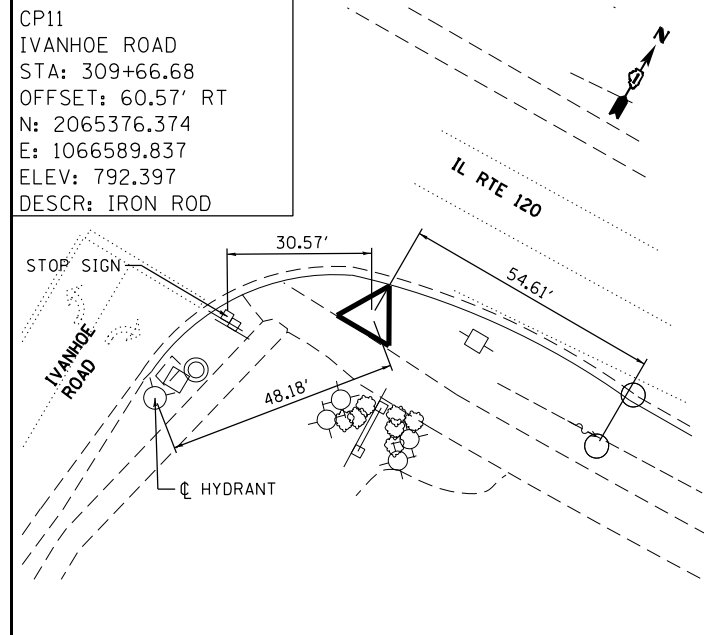 CP11
IVANHOE ROAD
STA: 309+66.68
OFFSET: 60.57' RT
N: 2065376.374
E: 1066589.837
ELEV: 792.397
DESCR: IRON ROD
N
IL RTE 120
30.57'
STOP SIGN
54.61'
IVANHOE
ROAD
48.18'
℄ HYDRANT